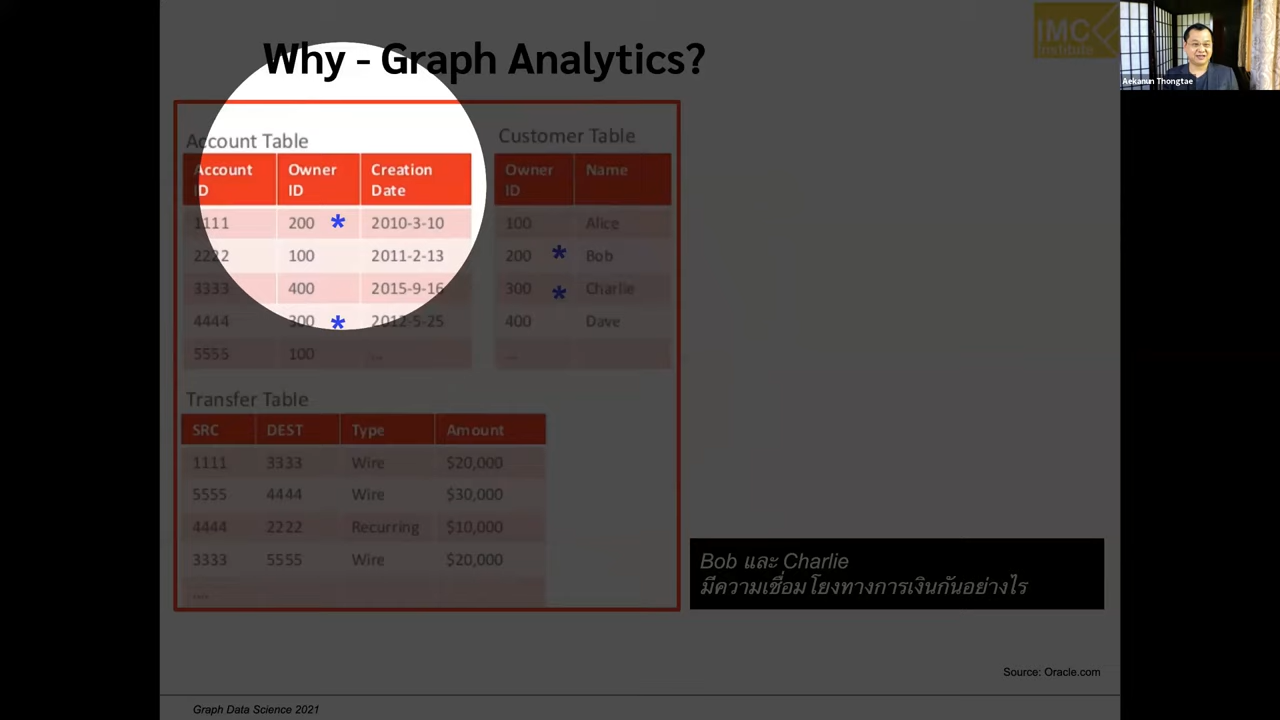 Why - Graph Analytics?
IMC
Institute
Aekanun Thongtae
Account Table
Account ID Owner ID Creation Date
1111 200 * 2010-3-10
2222 100 2011-2-13
3333 400 2015-9-16
4444 300 * 2012-5-25
5555 100 ...
Customer Table
Owner ID Name
100 Alice
200 * Bob
300 * Charlie
400 Dave
...
Transfer Table
SRC DEST Type Amount
1111 3333 Wire $20,000
5555 4444 Wire $30,000
4444 2222 Recurring $10,000
3333 5555 Wire $20,000
Bob และ Charlie
มีความเชื่อมโยงทางการเงินกันอย่างไร
Source: Oracle.com
Graph Data Science 2021